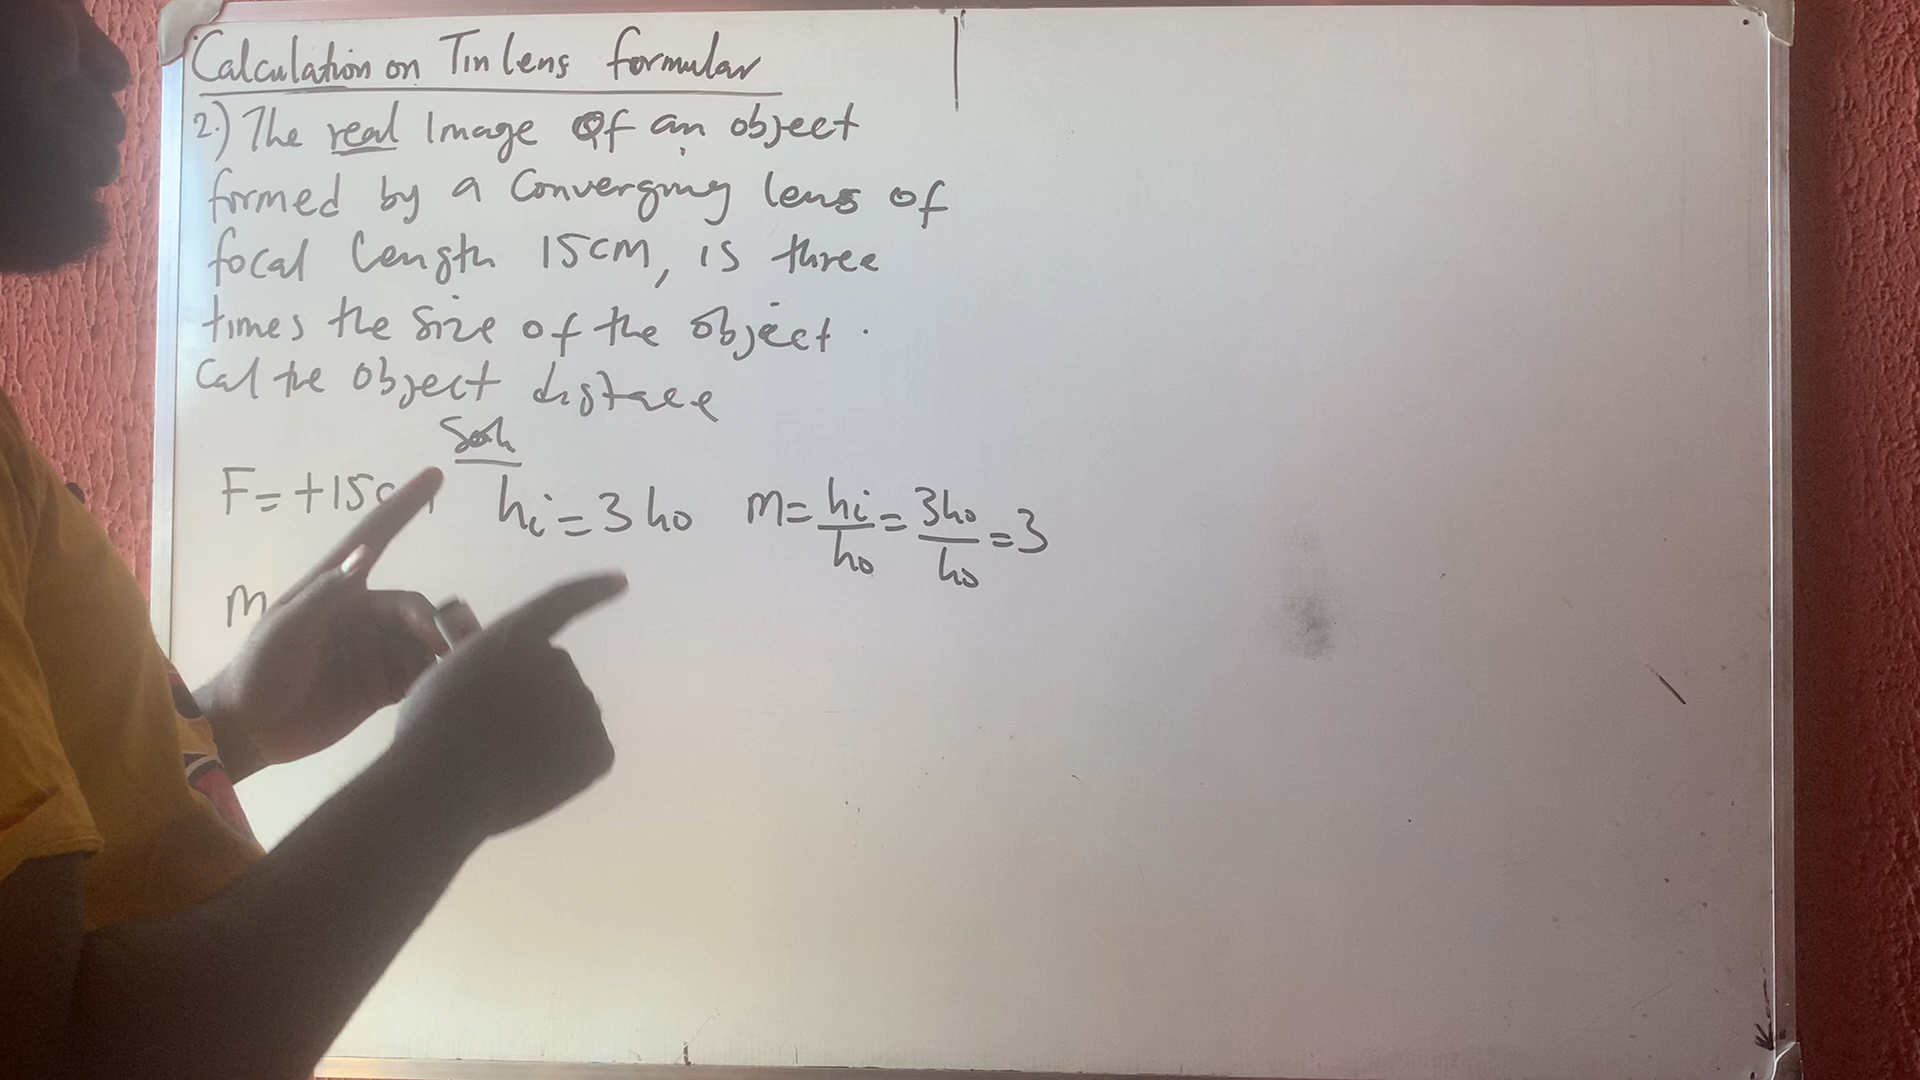 Calculation on Tin lens formular
2.) The real Image Of an object
formed by a Converging lens of
focal length 15cm, is three
times the size of the object.
Cal the object distace
Soln
F=+15cm hi=3ho m=hi/ho=3ho/ho=3
m